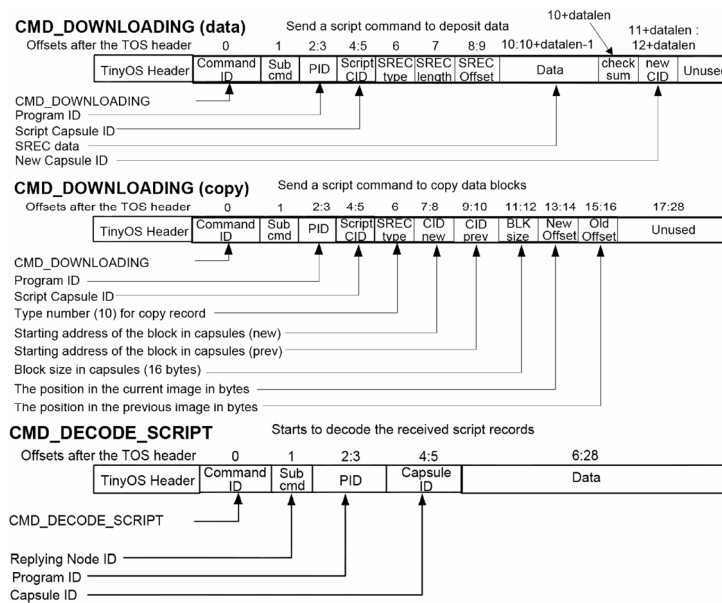 CMD_DOWNLOADING (data) Send a script command to deposit data 10+datalen
11+datalen :
Offsets after the TOS header 0 1 2:3 4:5 6 7 8:9 10:10+datalen-1 12+datalen
TinyOS Header Command ID Sub cmd PID Script CID SREC type SREC length SREC Offset Data check sum new CID Unused
CMD_DOWNLOADING
Program ID
Script Capsule ID
SREC data
New Capsule ID
CMD_DOWNLOADING (copy) Send a script command to copy data blocks
Offsets after the TOS header 0 1 2:3 4:5 6 7:8 9:10 11:12 13:14 15:16 17:28
TinyOS Header Command ID Sub cmd PID Script CID SREC type CID new CID prev BLK size New Offset Old Offset Unused
CMD_DOWNLOADING
Program ID
Script Capsule ID
Type number (10) for copy record
Starting address of the block in capsules (new)
Starting address of the block in capsules (prev)
Block size in capsules (16 bytes)
The position in the current image in bytes
The position in the previous image in bytes
CMD_DECODE_SCRIPT Starts to decode the received script records
Offsets after the TOS header 0 1 2:3 4:5 6:28
TinyOS Header Command ID Sub cmd PID Capsule ID Data
CMD_DECODE_SCRIPT
Replying Node ID
Program ID
Capsule ID